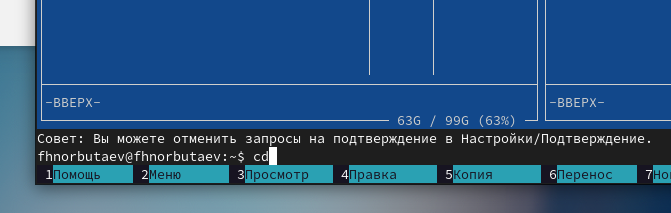 -ВВЕРХ- -ВВЕРХ-
63G / 99G (63%)
Совет: Вы можете отменить запросы на подтверждение в Настройки/Подтверждение.
fhnorbutaev@fhnorbutaev:~$ cd
1Помощь 2Меню 3Просмотр 4Правка 5Копия 6Перенос 7